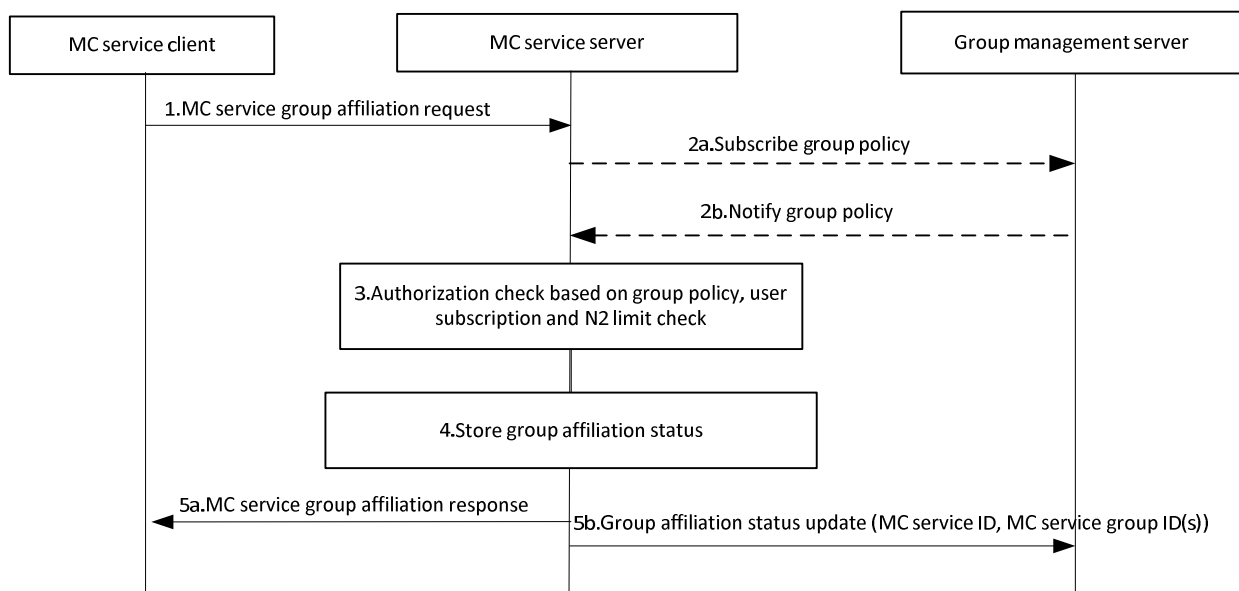 MC service client
MC service server
Group management server
1.MC service group affiliation request
2a.Subscribe group policy
2b.Notify group policy
3.Authorization check based on group policy, user
subscription and N2 limit check
4.Store group affiliation status
5a.MC service group affiliation response
5b.Group affiliation status update (MC service ID, MC service group ID(s))